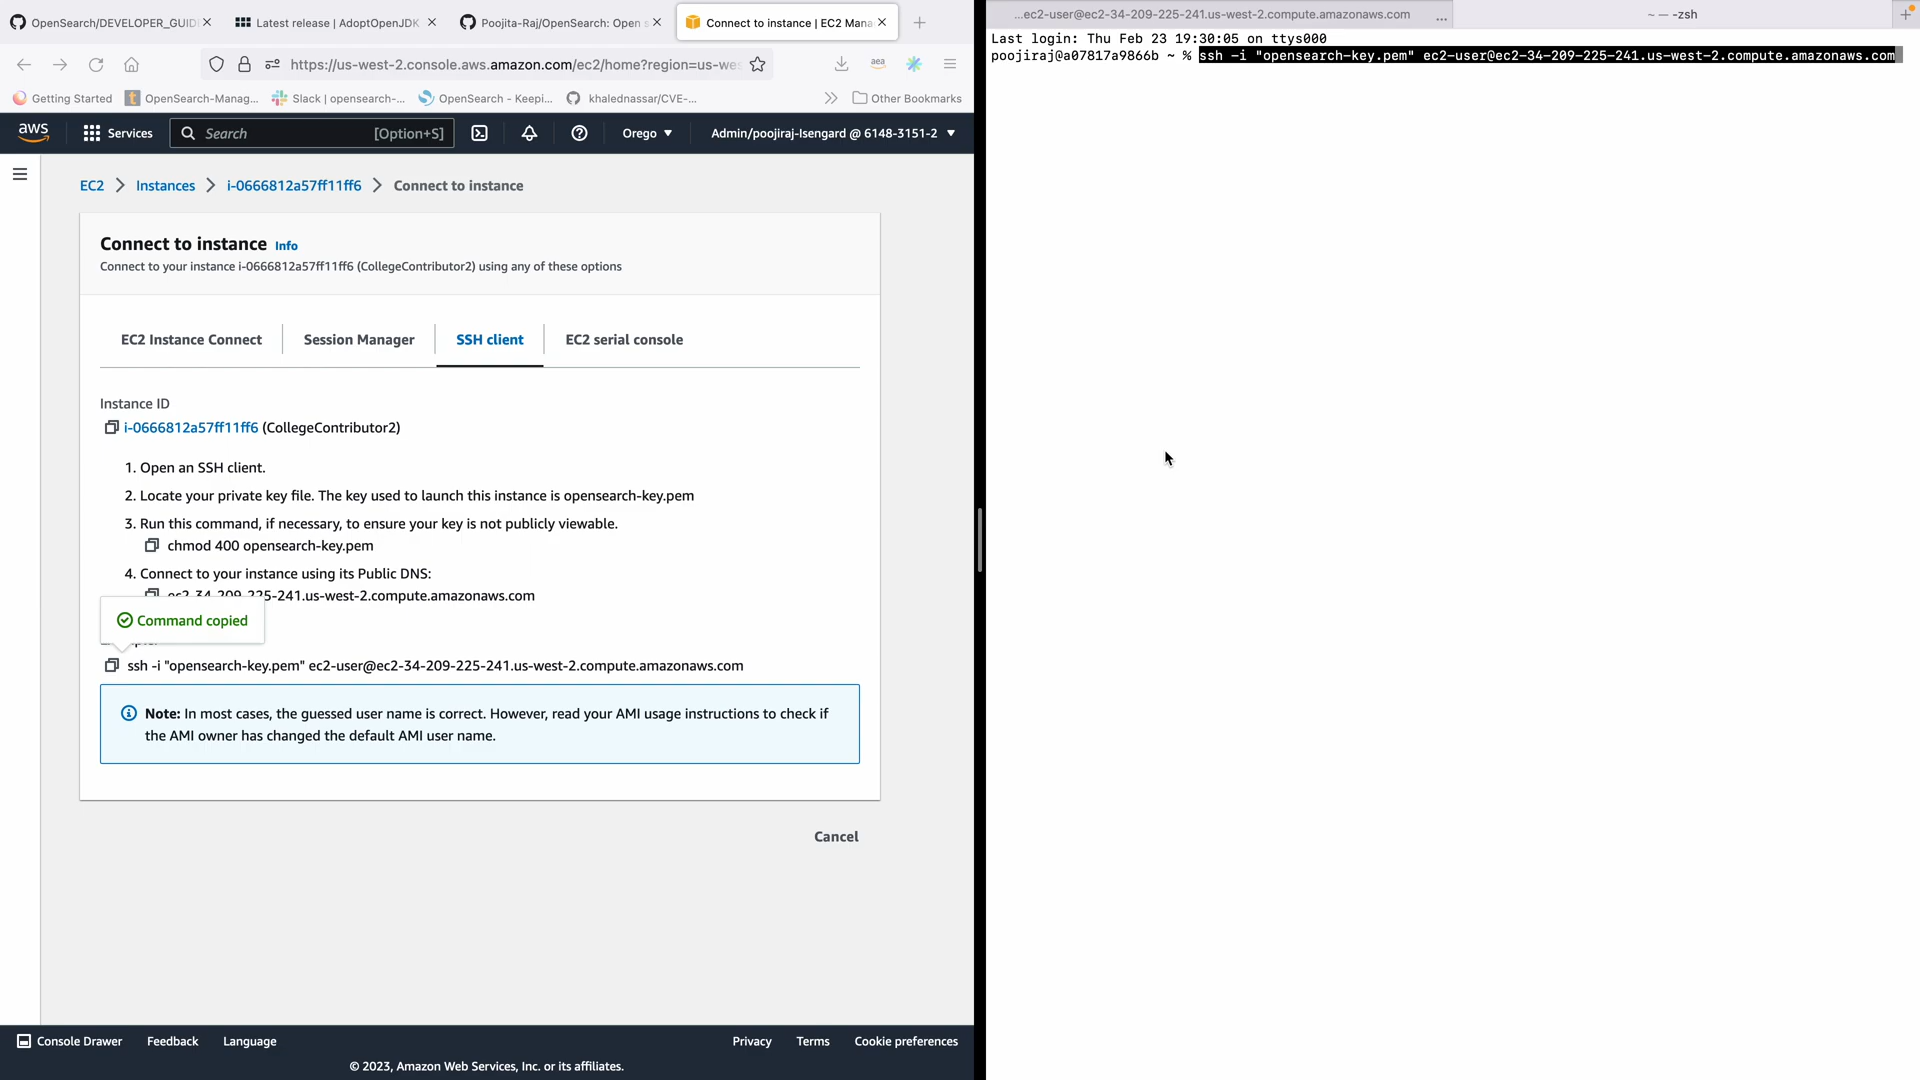 OpenSearch/DEVELOPER_GUID
Latest release | AdoptOpenJDK
Poojita-Raj/OpenSearch: Open s
Connect to instance | EC2 Mana
https://us-west-2.console.aws.amazon.com/ec2/home?region=us-we
aea
Getting Started
OpenSearch-Manag...
Slack | opensearch-...
OpenSearch - Keepi...
khalednassar/CVE-...
Other Bookmarks
aws
Services
Search
[Option+S]
Orego
Admin/poojiraj-Isengard @ 6148-3151-2
EC2
Instances
i-0666812a57ff11ff6
Connect to instance
Connect to instance Info
Connect to your instance i-0666812a57ff11ff6 (CollegeContributor2) using any of these options
EC2 Instance Connect
Session Manager
SSH client
EC2 serial console
Instance ID
i-0666812a57ff11ff6 (CollegeContributor2)
1. Open an SSH client.
2. Locate your private key file. The key used to launch this instance is opensearch-key.pem
3. Run this command, if necessary, to ensure your key is not publicly viewable.
chmod 400 opensearch-key.pem
4. Connect to your instance using its Public DNS:
ec2-34-209-225-241.us-west-2.compute.amazonaws.com
Command copied
ssh -i "opensearch-key.pem" ec2-user@ec2-34-209-225-241.us-west-2.compute.amazonaws.com
Note: In most cases, the guessed user name is correct. However, read your AMI usage instructions to check if
the AMI owner has changed the default AMI user name.
Cancel
Console Drawer
Feedback
Language
Privacy
Terms
Cookie preferences
© 2023, Amazon Web Services, Inc. or its affiliates.
...ec2-user@ec2-34-209-225-241.us-west-2.compute.amazonaws.com ...
~ — -zsh
Last login: Thu Feb 23 19:30:05 on ttys000
poojiraj@a07817a9866b ~ % ssh -i "opensearch-key.pem" ec2-user@ec2-34-209-225-241.us-west-2.compute.amazonaws.com